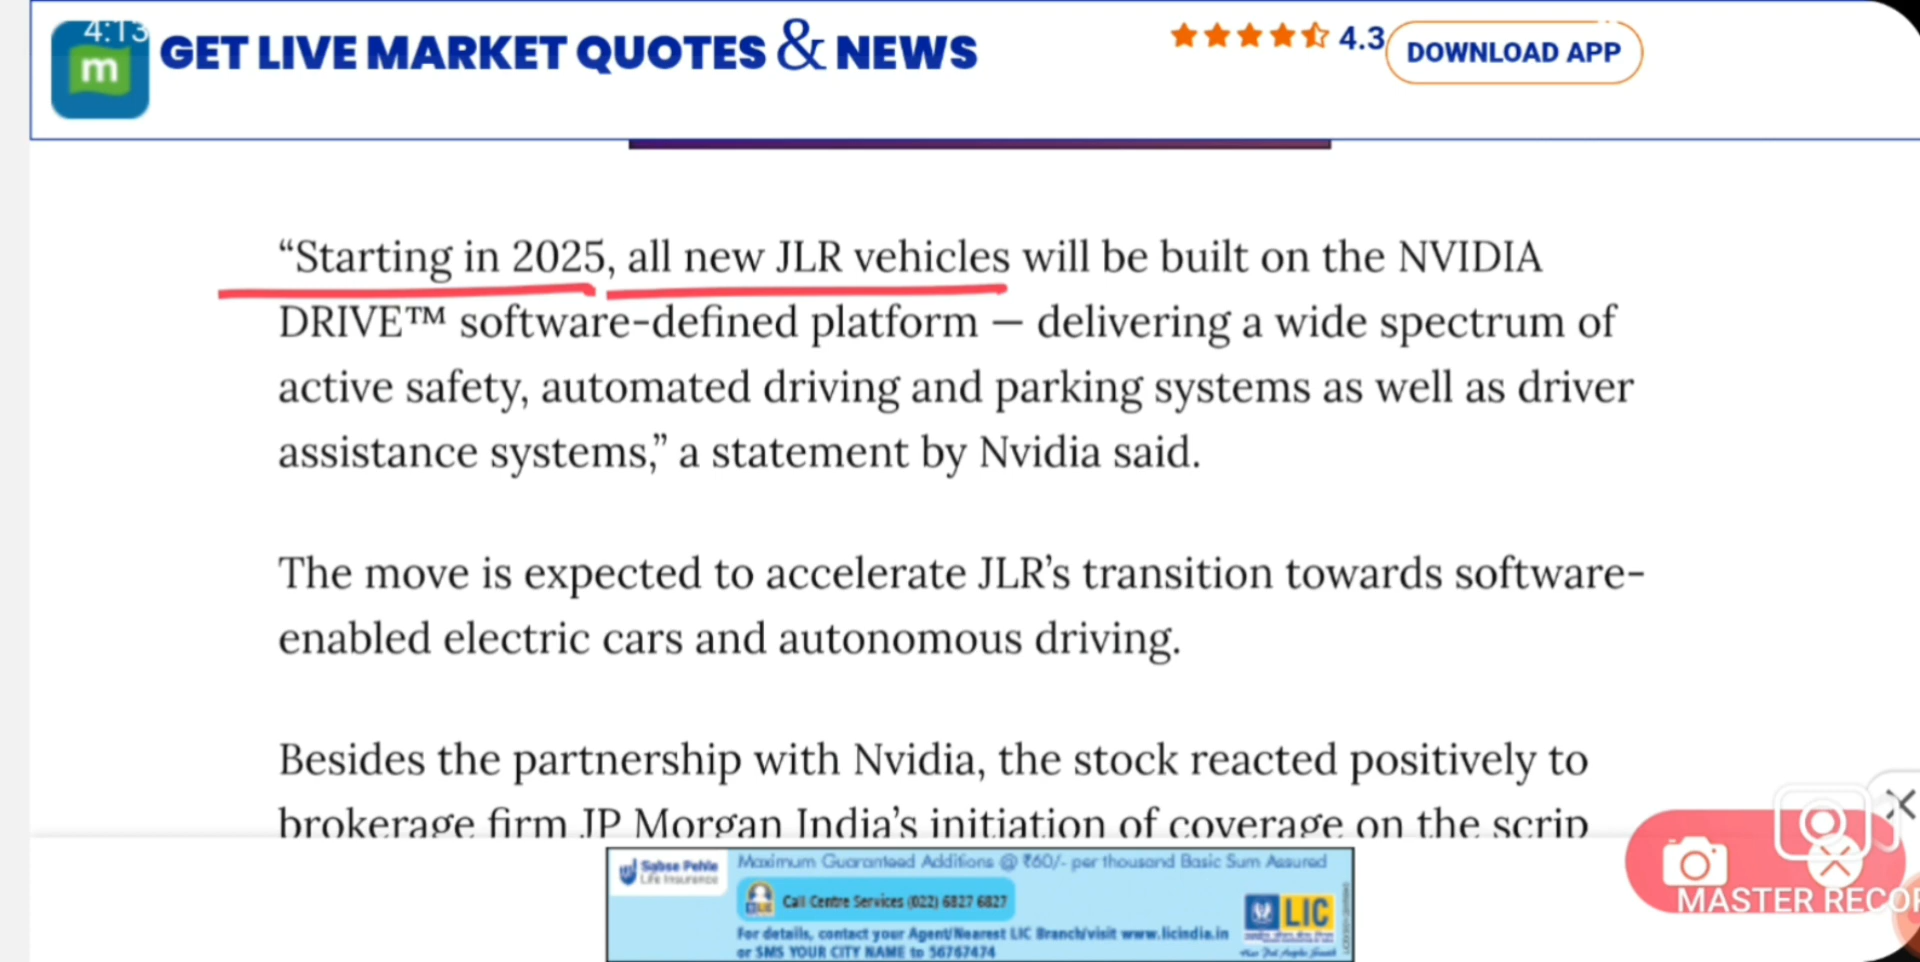 4:13
m
GET LIVE MARKET QUOTES & NEWS
4.3
DOWNLOAD APP
“Starting in 2025, all new JLR vehicles will be built on the NVIDIA
DRIVE™ software-defined platform — delivering a wide spectrum of
active safety, automated driving and parking systems as well as driver
assistance systems,” a statement by Nvidia said.
The move is expected to accelerate JLR’s transition towards software-
enabled electric cars and autonomous driving.
Besides the partnership with Nvidia, the stock reacted positively to
brokerage firm JP Morgan India’s initiation of coverage on the scrip
Sabse Pehle
Life Insurance
Maximum Guaranteed Additions @ ₹60/- per thousand Basic Sum Assured
Call Centre Services (022) 6827 6827
For details, contact your Agent/Nearest LIC Branch/visit www.licindia.in
or SMS YOUR CITY NAME to 56767474
LIC
MASTER RECOR